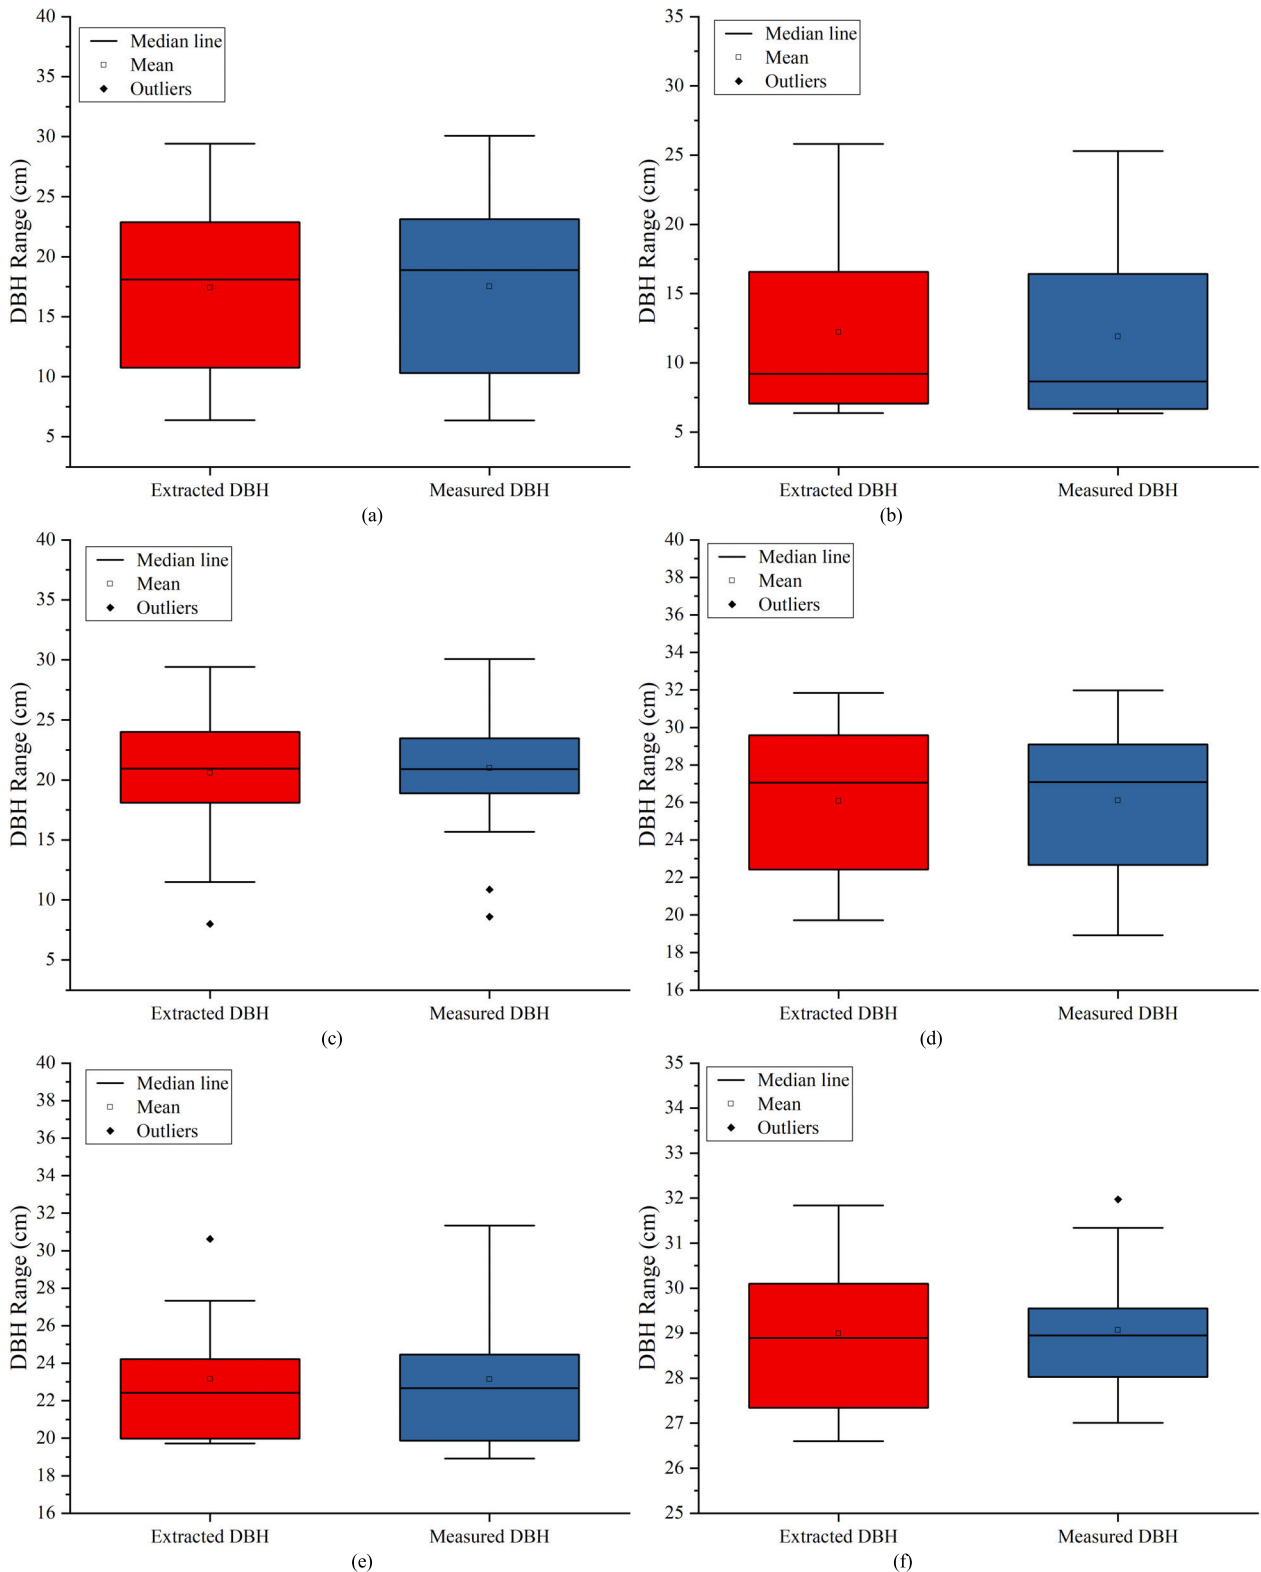 40
35
30
25
20
15
10
5
DBH Range (cm)
Median line
Mean
Outliers
Extracted DBH
Measured DBH
(a)
35
30
25
20
15
10
5
DBH Range (cm)
Median line
Mean
Outliers
Extracted DBH
Measured DBH
(b)
40
35
30
25
20
15
10
5
DBH Range (cm)
Median line
Mean
Outliers
Extracted DBH
Measured DBH
(c)
40
38
36
34
32
30
28
26
24
22
20
18
16
DBH Range (cm)
Median line
Mean
Outliers
Extracted DBH
Measured DBH
(d)
40
38
36
34
32
30
28
26
24
22
20
18
16
DBH Range (cm)
Median line
Mean
Outliers
Extracted DBH
Measured DBH
(e)
35
34
33
32
31
30
29
28
27
26
25
DBH Range (cm)
Median line
Mean
Outliers
Extracted DBH
Measured DBH
(f)